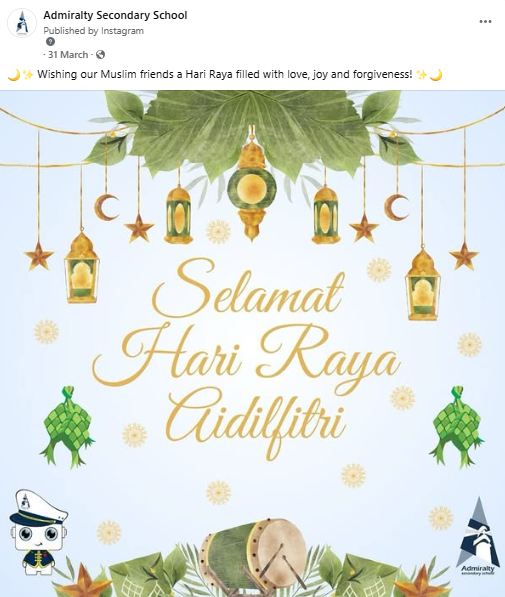 Admiralty Secondary School
Published by Instagram
· 31 March ·
🌙✨ Wishing our Muslim friends a Hari Raya filled with love, joy and forgiveness! ✨🌙
Selamat
Hari Raya
Aidilfitri
Admiralty
secondary school